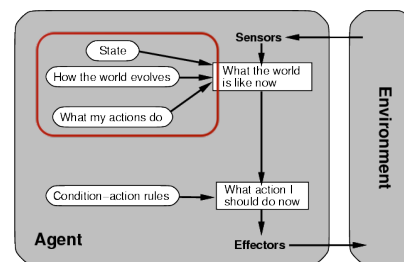 Sensors
State
How the world evolves
What my actions do
What the world
is like now
Condition–action rules
What action I
should do now
Agent
Effectors
Environment